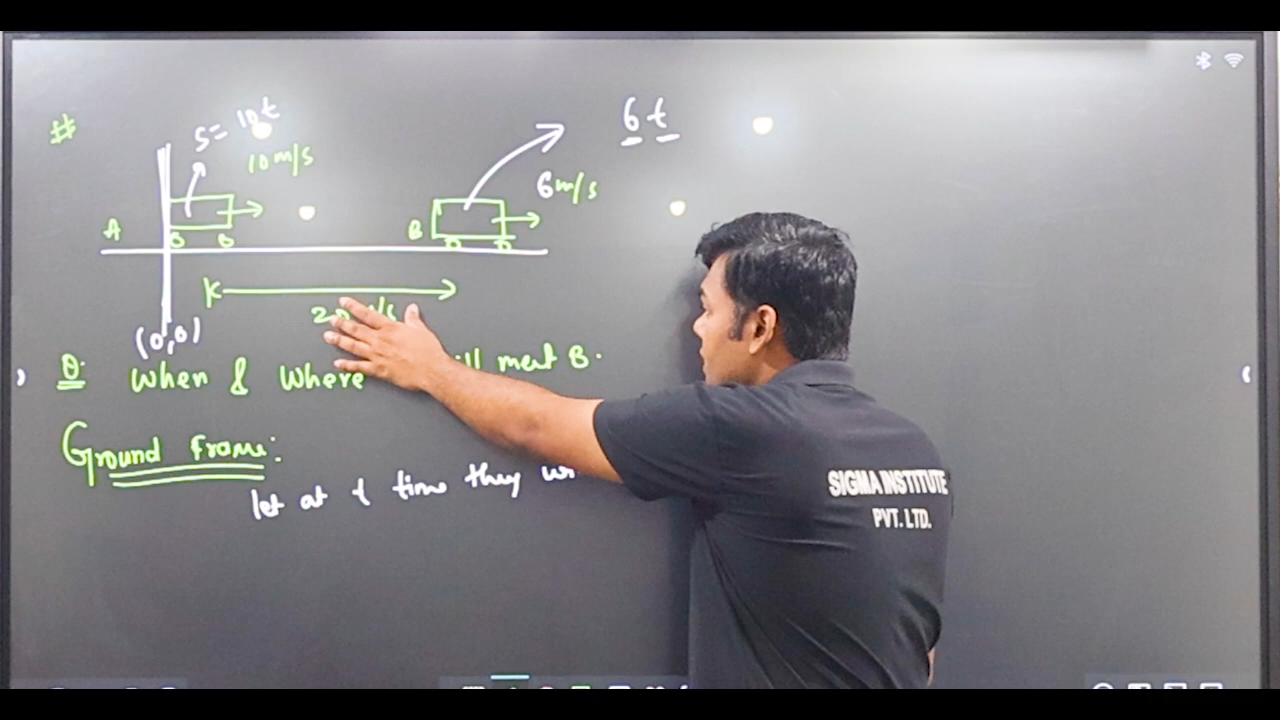 #
S = 10t
10 m/s
6t
6 m/s
A
B
(0,0)
Q. When & Where will meet B.
Ground Frame:
let at t time they
SIGMA INSTITUTE
PVT. LTD.